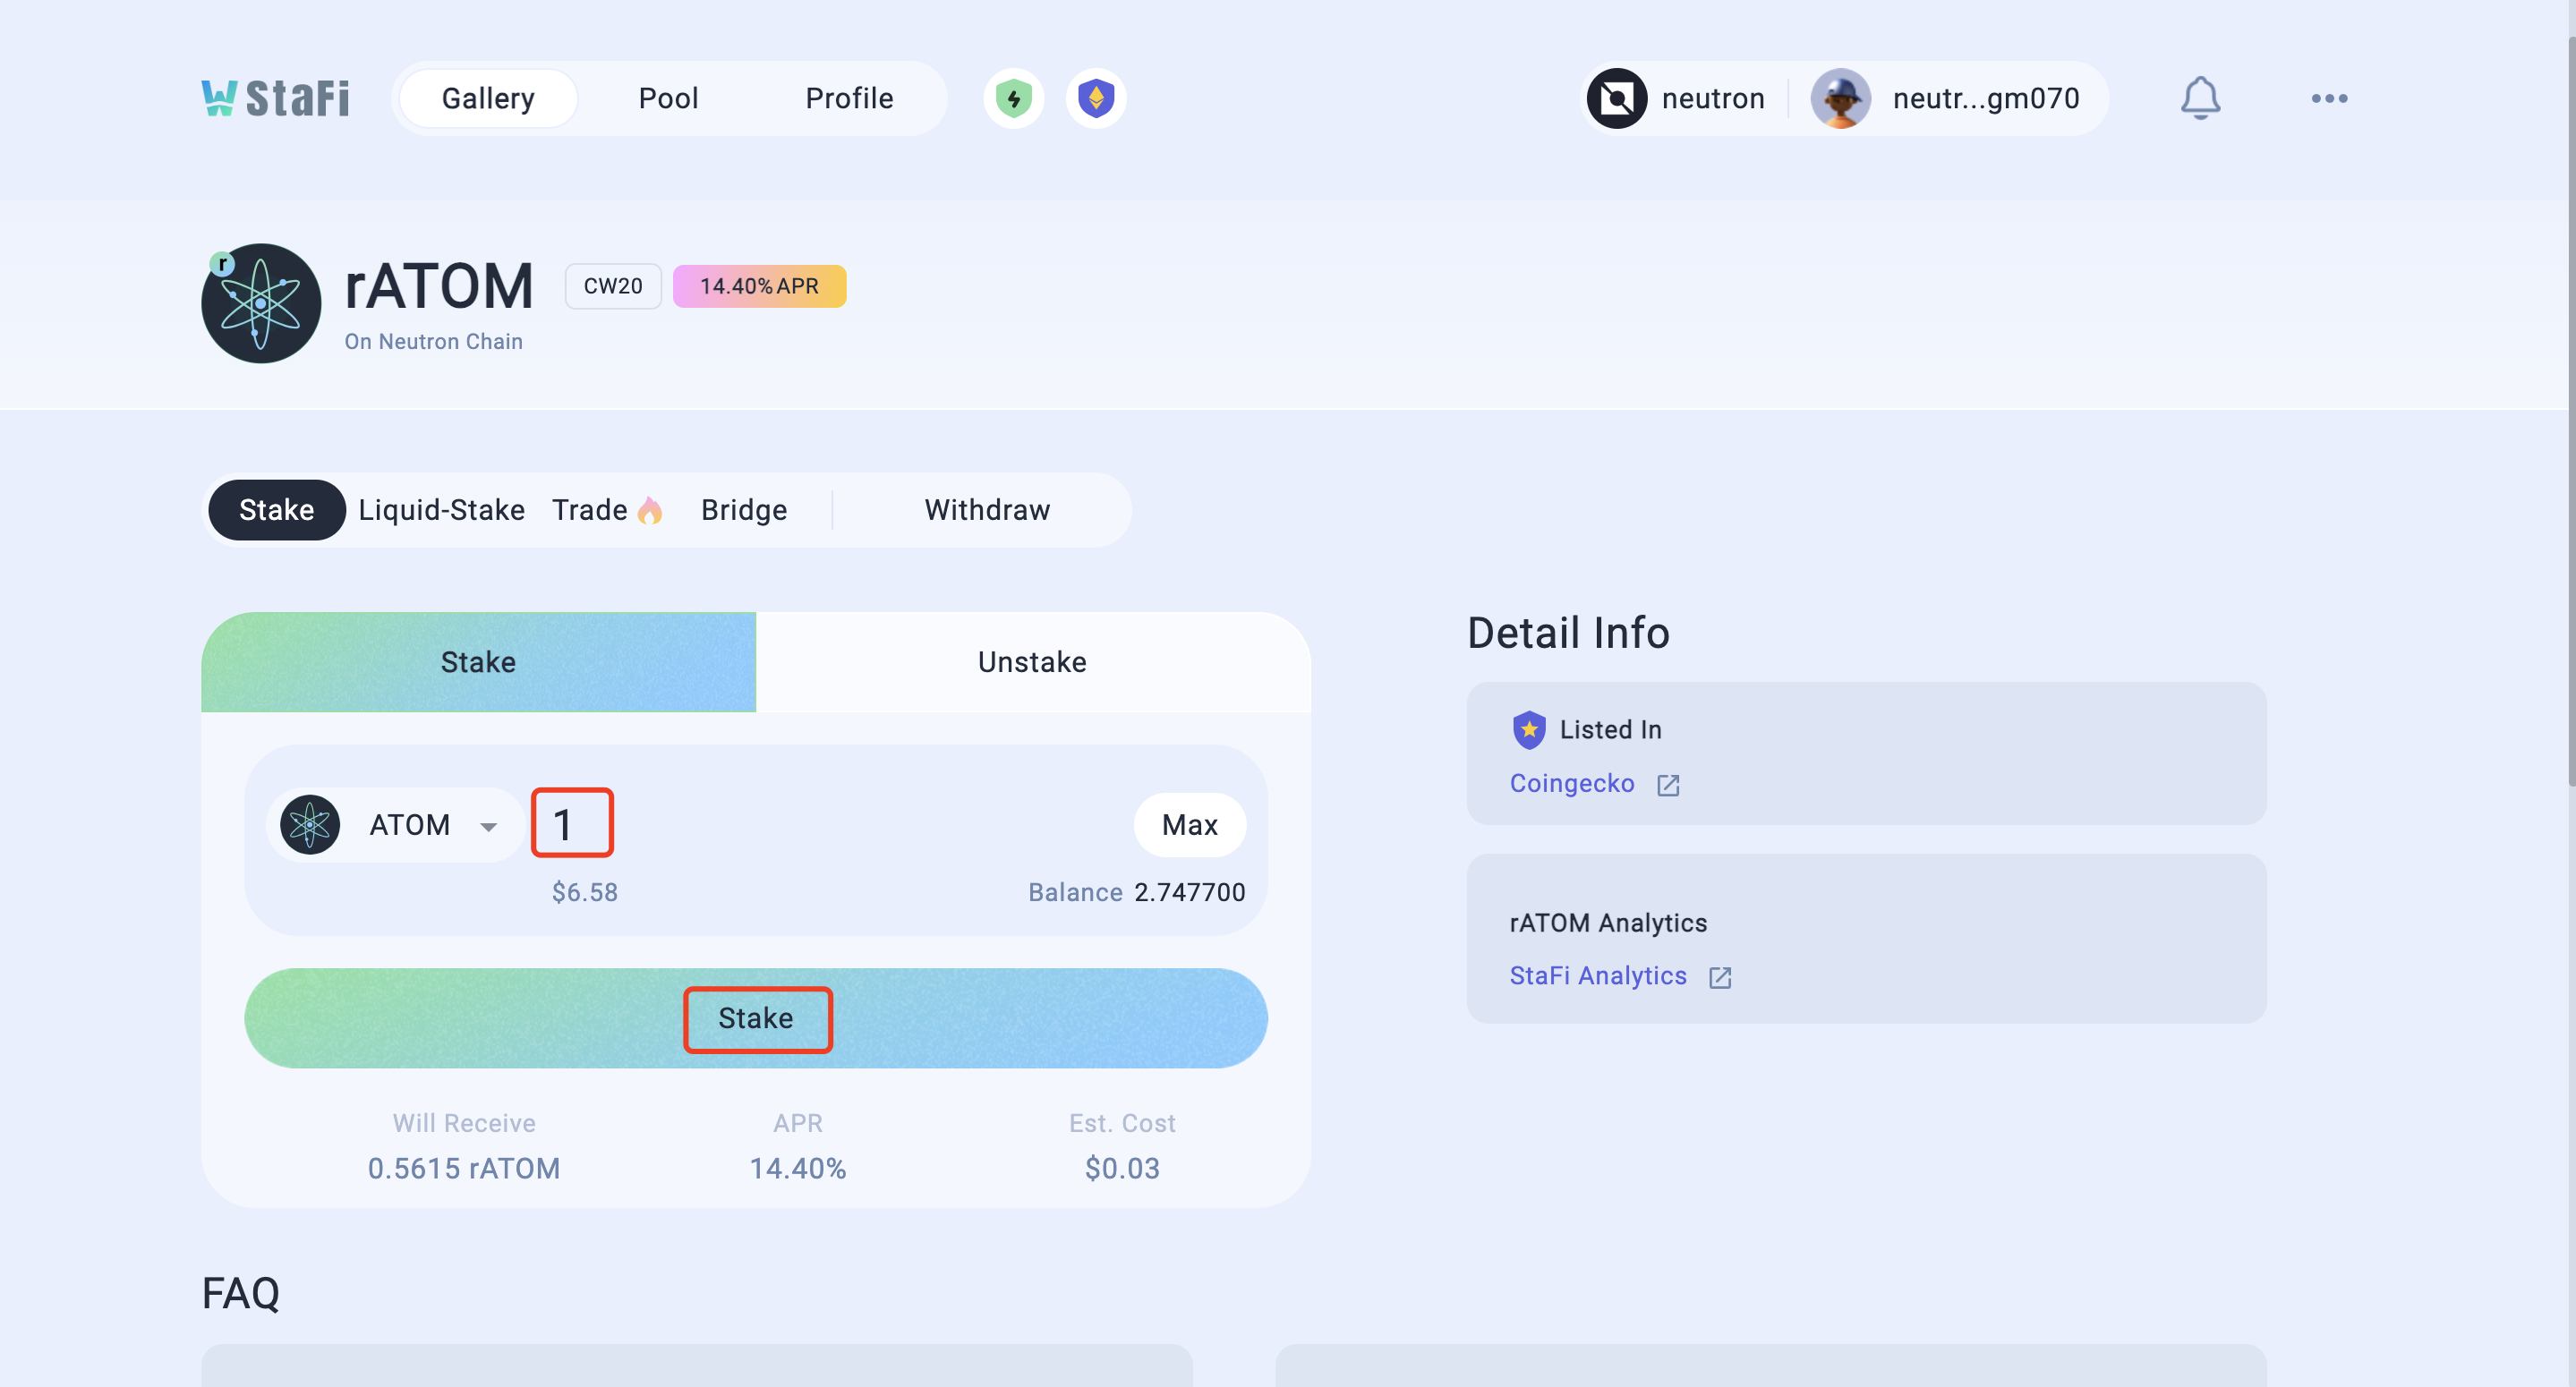 StaFi Gallery Pool Profile neutron neutr...gm070
r
rATOM CW20 14.40% APR
On Neutron Chain
Stake Liquid-Stake Trade Bridge Withdraw
Stake Unstake
ATOM 1 Max
$6.58 Balance 2.747700
Stake
Will Receive APR Est. Cost
0.5615 rATOM 14.40% $0.03
Detail Info
Listed In
Coingecko
rATOM Analytics
StaFi Analytics
FAQ